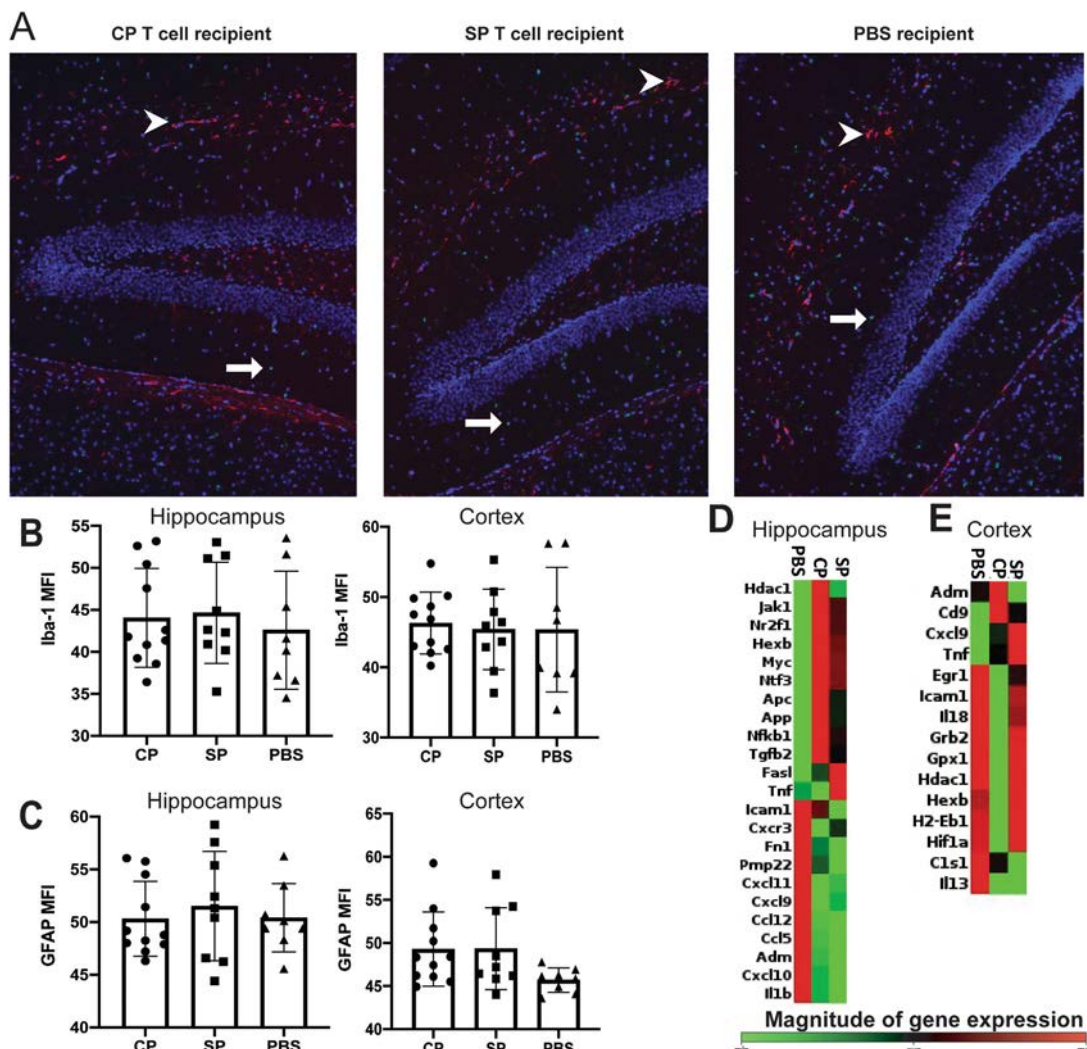 A
CP T cell recipient
SP T cell recipient
PBS recipient
B
Hippocampus
Iba-1 MFI
55
50
45
40
35
30
CP
SP
PBS
Cortex
Iba-1 MFI
60
50
40
30
CP
SP
PBS
C
Hippocampus
GFAP MFI
60
55
50
45
40
CP
SP
PBS
Cortex
GFAP MFI
65
60
55
50
45
40
CP
SP
PBS
D
Hippocampus
PBS
CP
SP
Hdac1
Jak1
Nr2f1
Hexb
Myc
Ntf3
Apc
App
Nfkb1
Tgfb2
Fasl
Tnf
Icam1
Cxcr3
Fn1
Pmp22
Cxcl11
Cxcl9
Ccl12
Ccl5
Adm
Cxcl10
Il1b
E
Cortex
PBS
CP
SP
Adm
Cd9
Cxcl9
Tnf
Egr1
Icam1
Il18
Grb2
Gpx1
Hdac1
Hexb
H2-Eb1
Hif1a
C1s1
Il13
Magnitude of gene expression